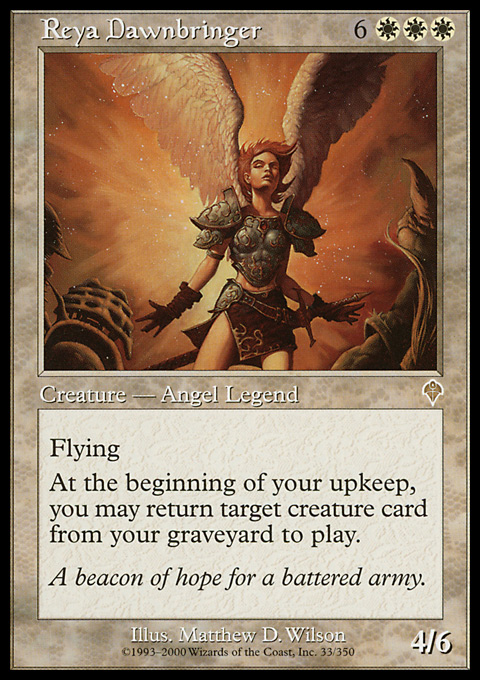 Reya Dawnbringer 6
Creature — Angel Legend
Flying
At the beginning of your upkeep,
you may return target creature card
from your graveyard to play.
A beacon of hope for a battered army.
Illus. Matthew D. Wilson
©1993–2000 Wizards of the Coast, Inc. 33/350
4/6